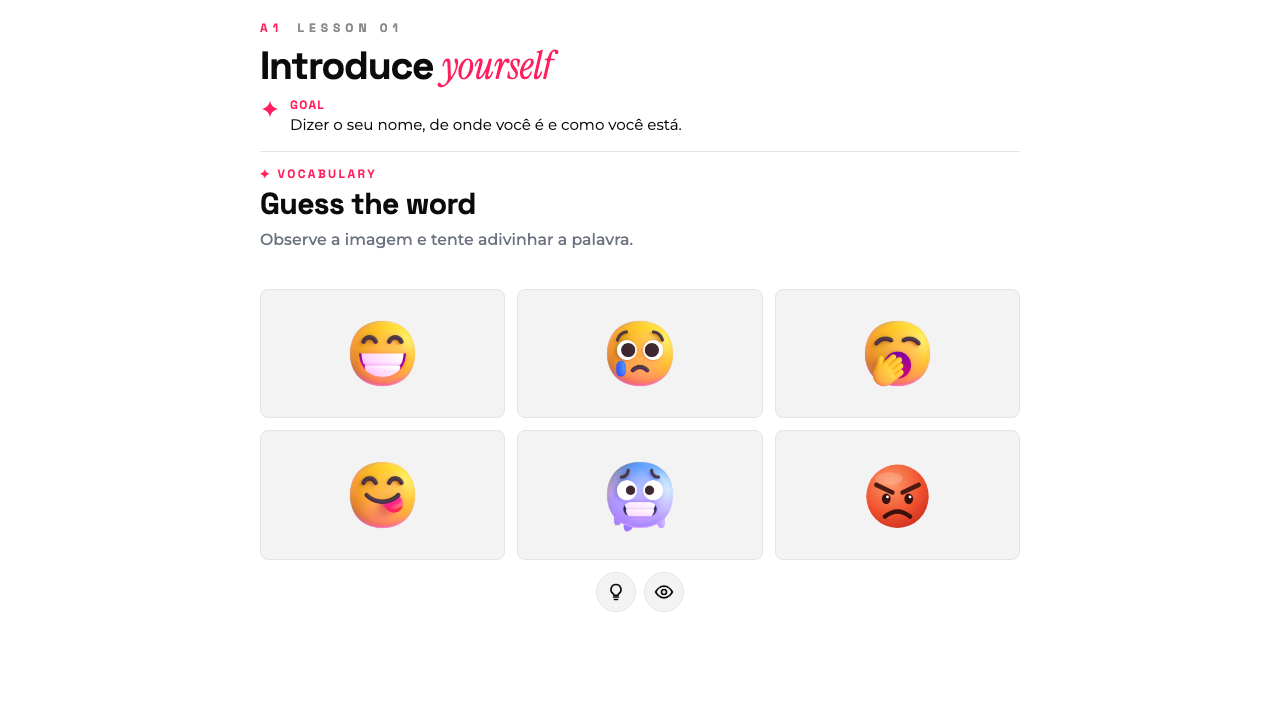 A1 LESSON 01
Introduce yourself
GOAL
Dizer o seu nome, de onde você é e como você está.
VOCABULARY
Guess the word
Observe a imagem e tente adivinhar a palavra.